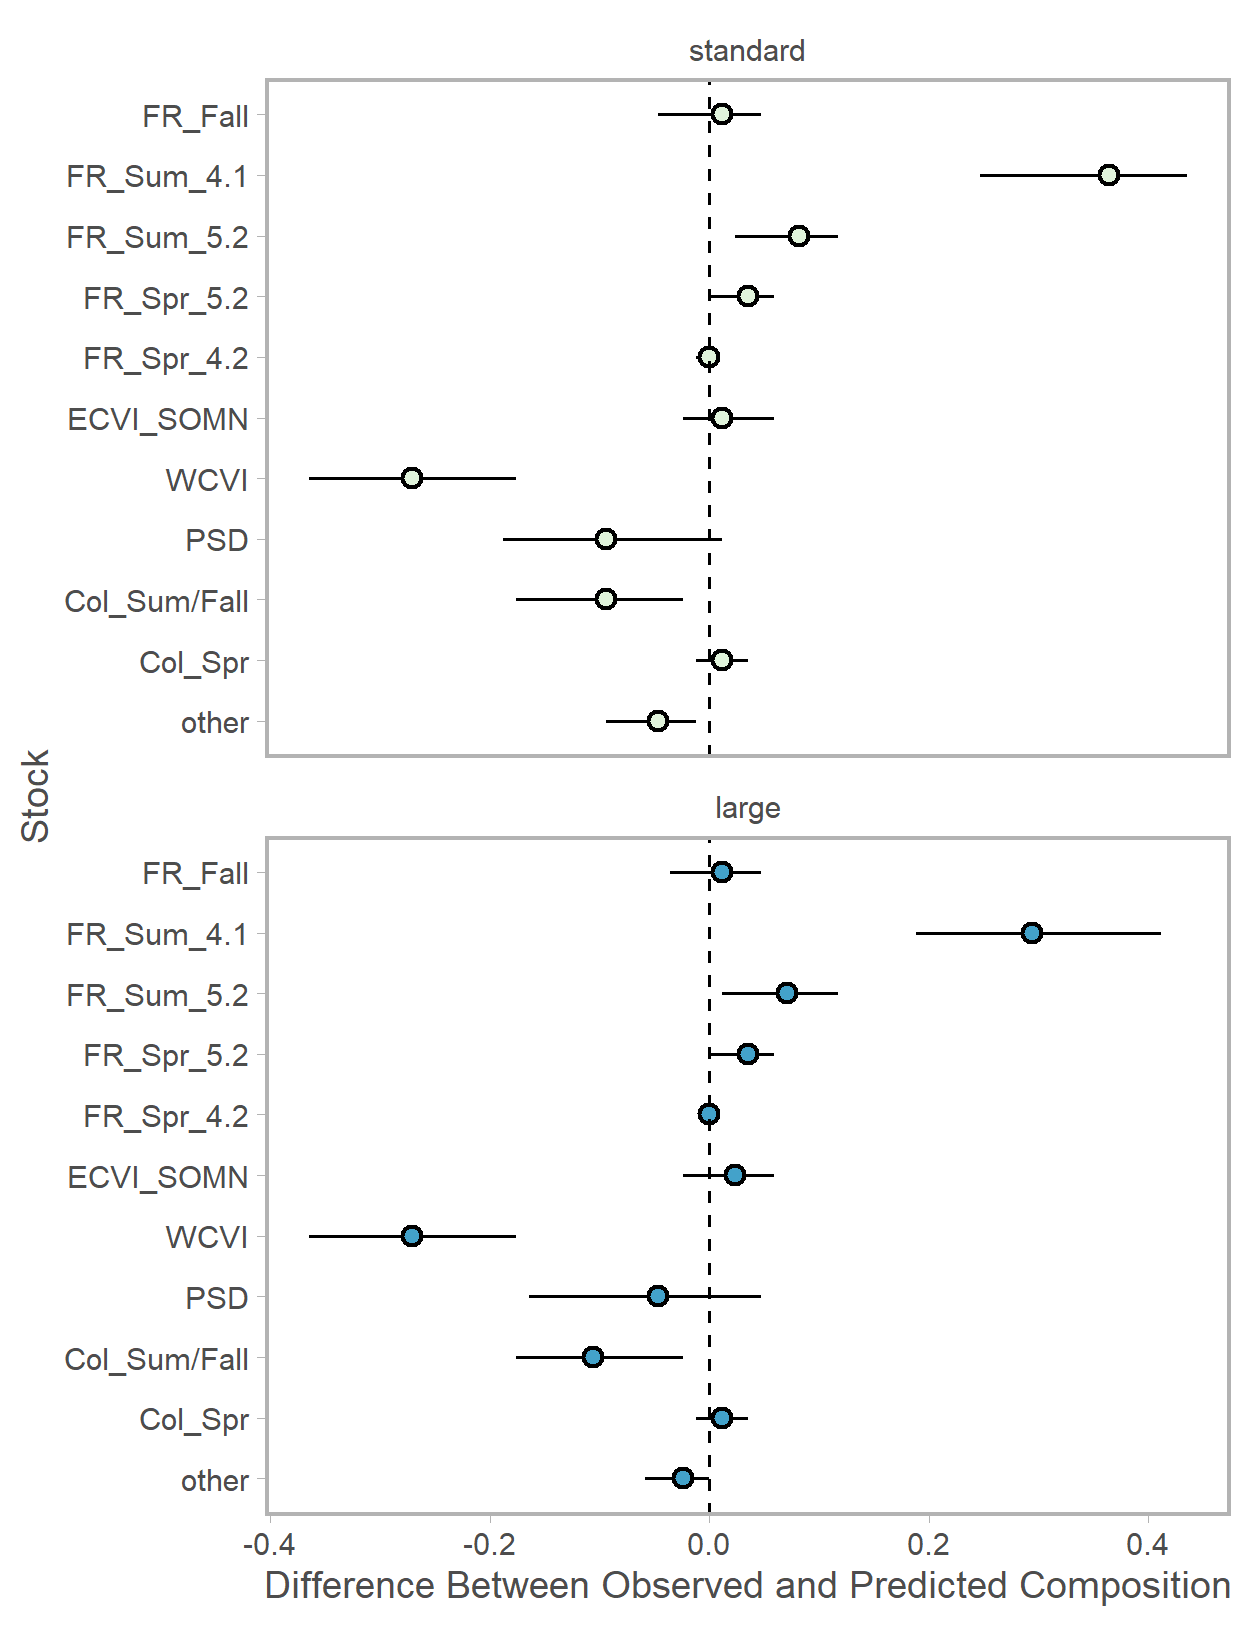 standard
FR_Fall
FR_Sum_4.1
FR_Sum_5.2
FR_Spr_5.2
FR_Spr_4.2
ECVI_SOMN
WCVI
PSD
Col_Sum/Fall
Col_Spr
other
Stock
large
FR_Fall
FR_Sum_4.1
FR_Sum_5.2
FR_Spr_5.2
FR_Spr_4.2
ECVI_SOMN
WCVI
PSD
Col_Sum/Fall
Col_Spr
other
-0.4 -0.2 0.0 0.2 0.4
Difference Between Observed and Predicted Composition